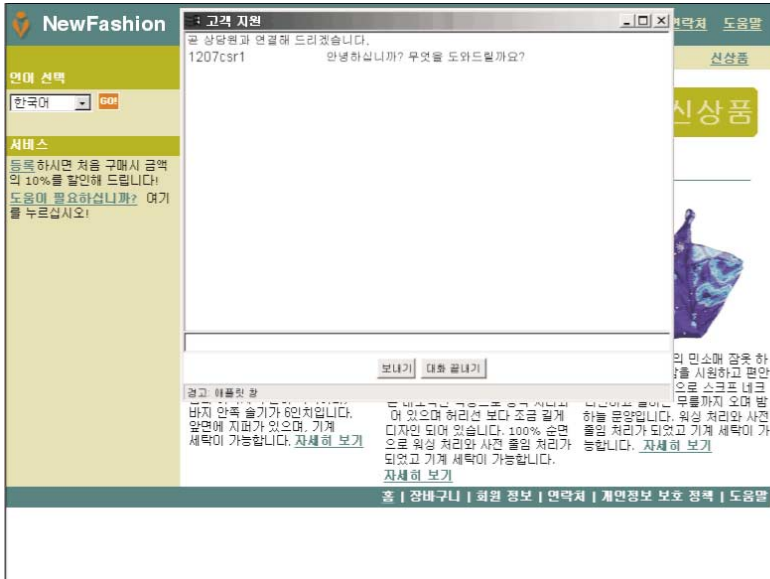 NewFashion
연락처 도움말
신상품
언어 선택
한국어 GO!
서비스
등록하시면 처음 구매시 금액
의 10%를 할인해 드립니다!
도움이 필요하십니까? 여기
를 누르십시오!
고객 지원
곧 상담원과 연결해 드리겠습니다.
1207csr1 안녕하십니까? 무엇을 도와드릴까요?
보내기 대화 끝내기
경고: 애플릿 창
신상품
바지 안쪽 솔기가 6인치입니다.
앞면에 지퍼가 있으며, 기계
세탁이 가능합니다. 자세히 보기
어 있으며 허리선 보다 조금 길게
디자인 되어 있습니다. 100% 순면
으로 워싱 처리와 사전 줄임 처리가
되었고 기계 세탁이 가능합니다.
자세히 보기
의 민소매 잠옷 하
시원하고 편안
으로 스코프 네크
무릎까지 오며 밤
하늘 문양입니다. 워싱 처리와 사전
줄임 처리가 되었고 기계 세탁이 가
능합니다. 자세히 보기
홈 | 장바구니 | 회원 정보 | 연락처 | 개인정보 보호 정책 | 도움말